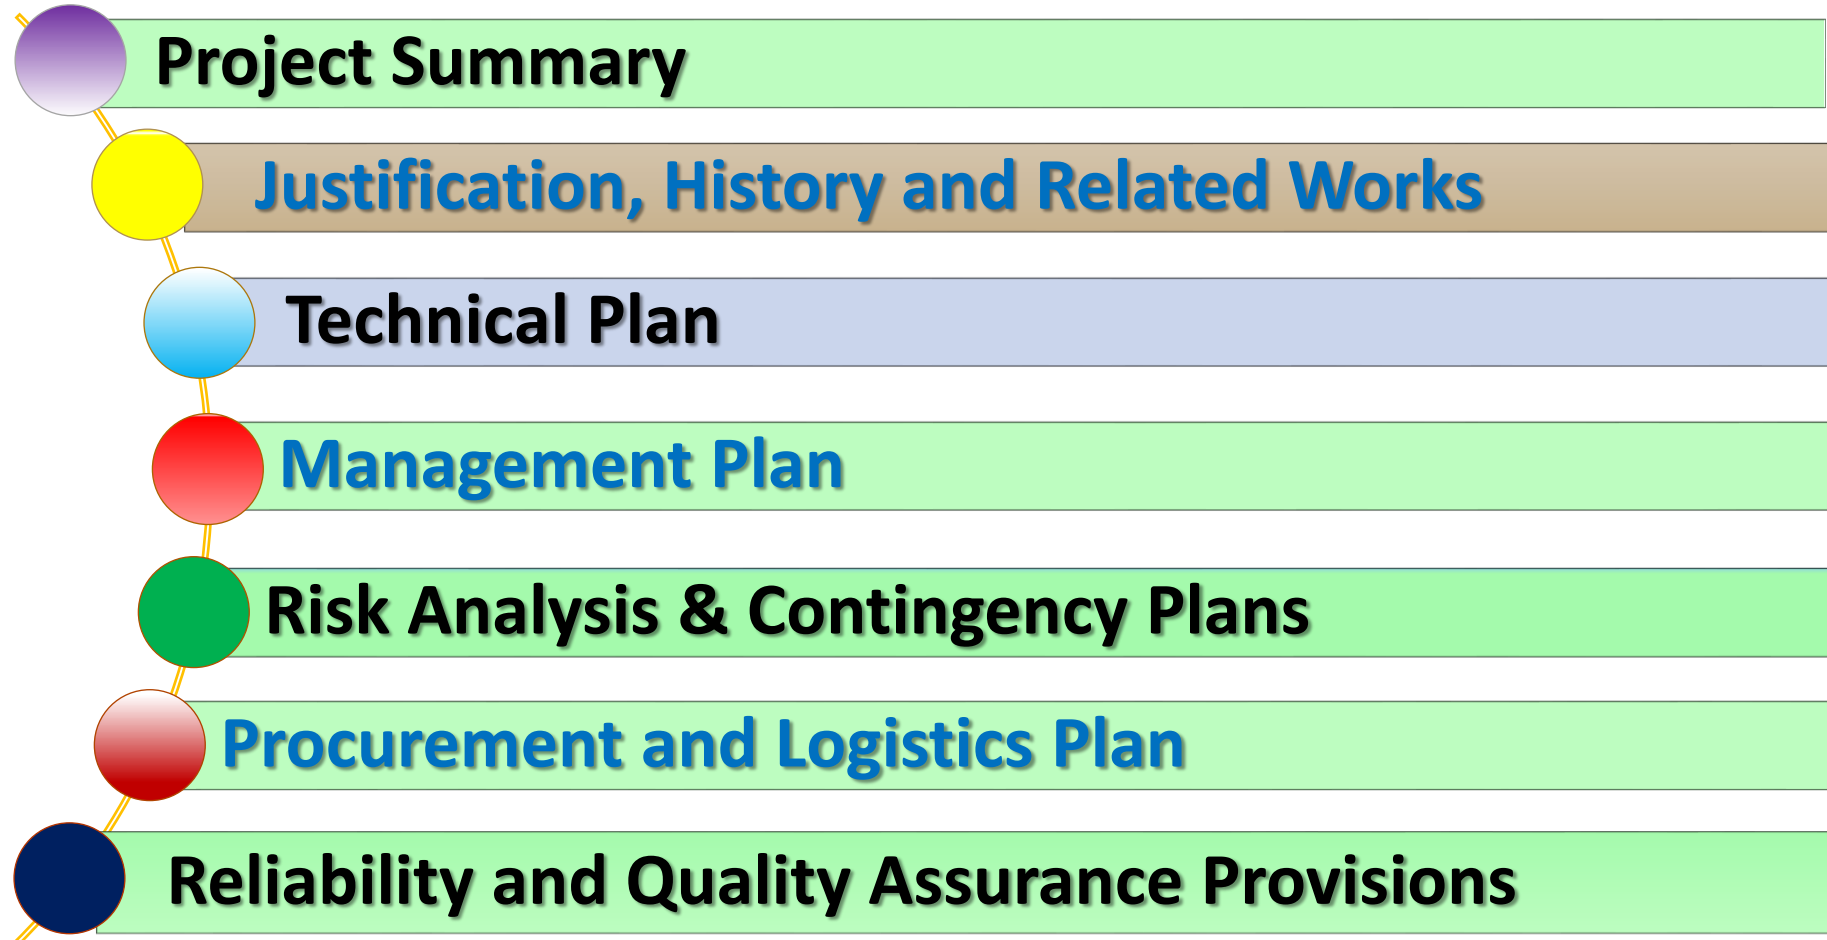 Project Summary
Justification, History and Related Works
Technical Plan
Management Plan
Risk Analysis & Contingency Plans
Procurement and Logistics Plan
Reliability and Quality Assurance Provisions